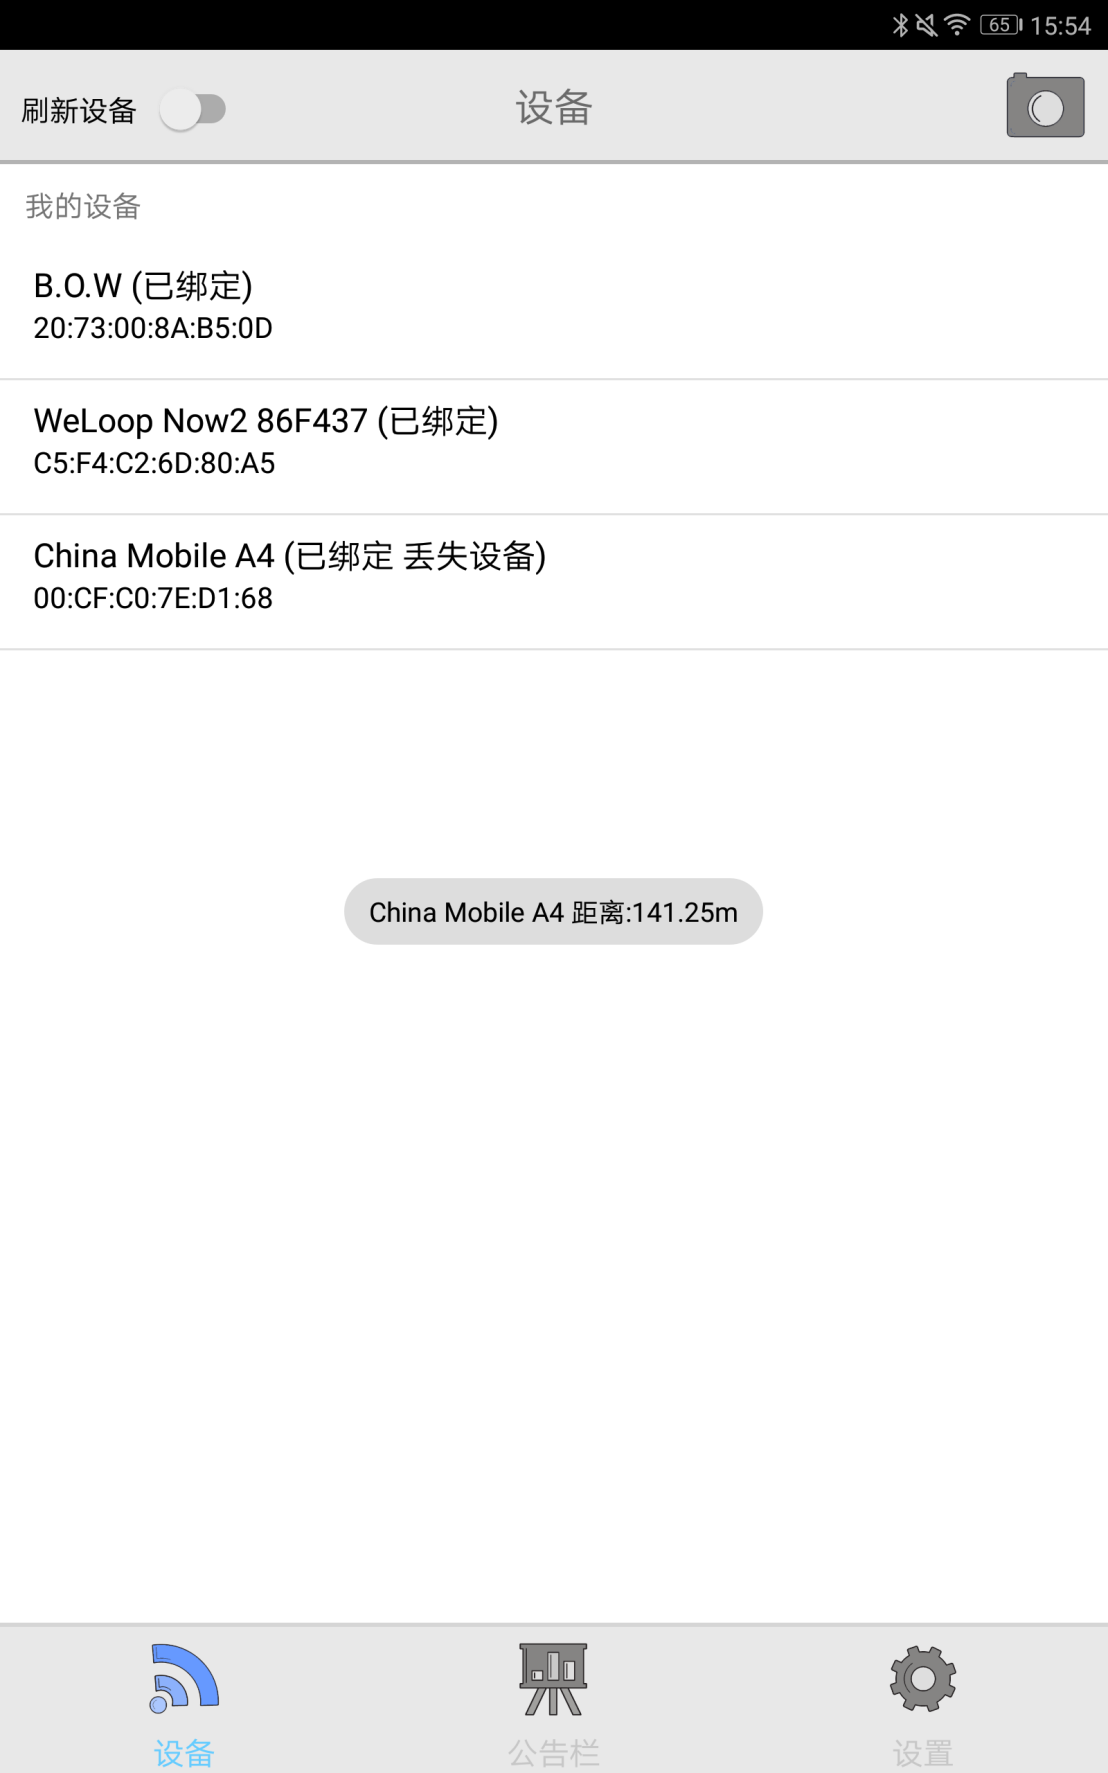 65 15:54
刷新设备
设备
我的设备
B.O.W (已绑定)
20:73:00:8A:B5:0D
WeLoop Now2 86F437 (已绑定)
C5:F4:C2:6D:80:A5
China Mobile A4 (已绑定 丢失设备)
00:CF:C0:7E:D1:68
China Mobile A4 距离:141.25m
设备
公告栏
设置